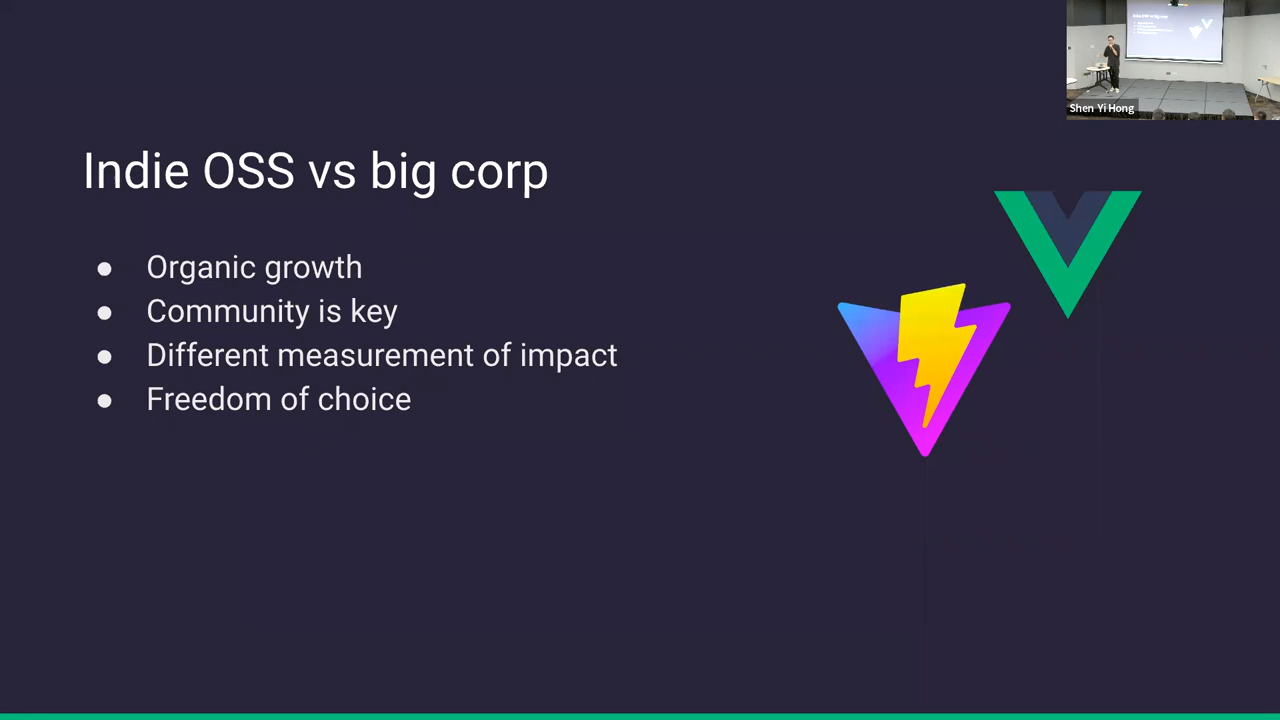 Indie OSS vs big corp
● Organic growth
● Community is key
● Different measurement of impact
● Freedom of choice
Shen Yi Hong